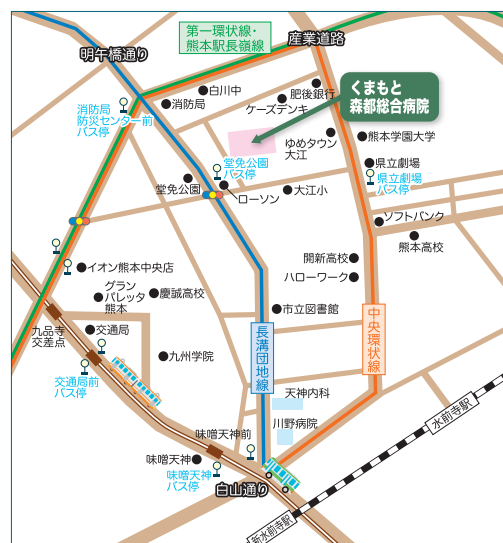 第一環状線・
熊本駅長嶺線
産業道路
明午橋通り
くまもと
森都総合病院
白川中
肥後銀行
消防局
ケーズデンキ
消防局
防災センター前
バス停
ゆめタウン
大江
熊本学園大学
県立劇場
県立劇場
バス停
堂免公園
バス停
堂免公園
ローソン
大江小
ソフトバンク
熊本高校
開新高校
ハローワーク
イオン熊本中央店
グラン
パレッタ
熊本
慶誠高校
市立図書館
九品寺
交差点
交通局
九州学院
長溝団地線
中央環状線
交通局前
バス停
天神内科
川野病院
水前寺駅
味噌天神前
味噌天神
味噌天神
バス停
白山通り
新水前寺駅